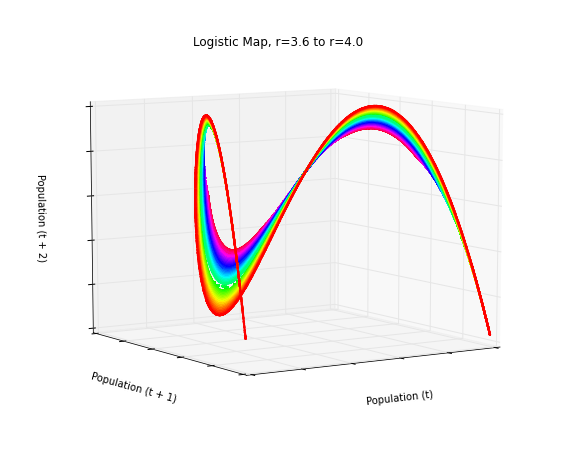 Logistic Map, r=3.6 to r=4.0
Population (t + 2)
Population (t + 1)
Population (t)